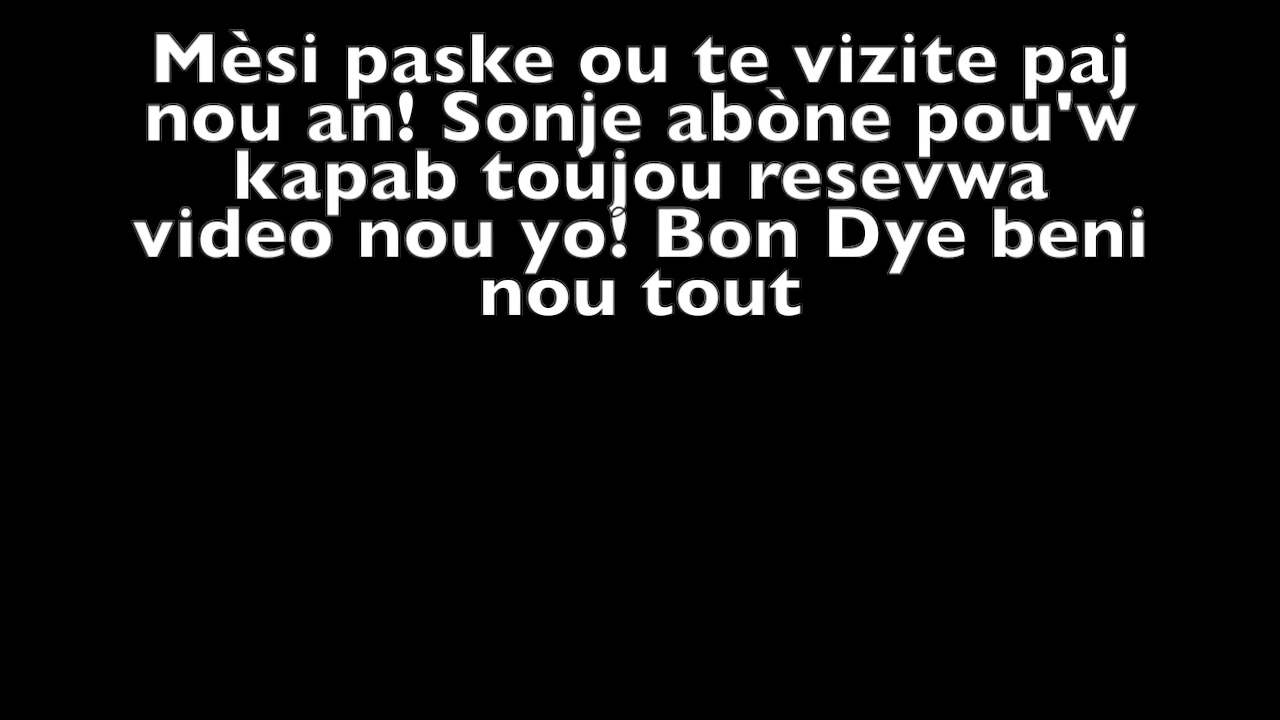 Mèsi paske ou te vizite paj
nou an! Sonje abòne pou'w
kapab toujou resevwa
video nou yo! Bon Dye beni
nou tout